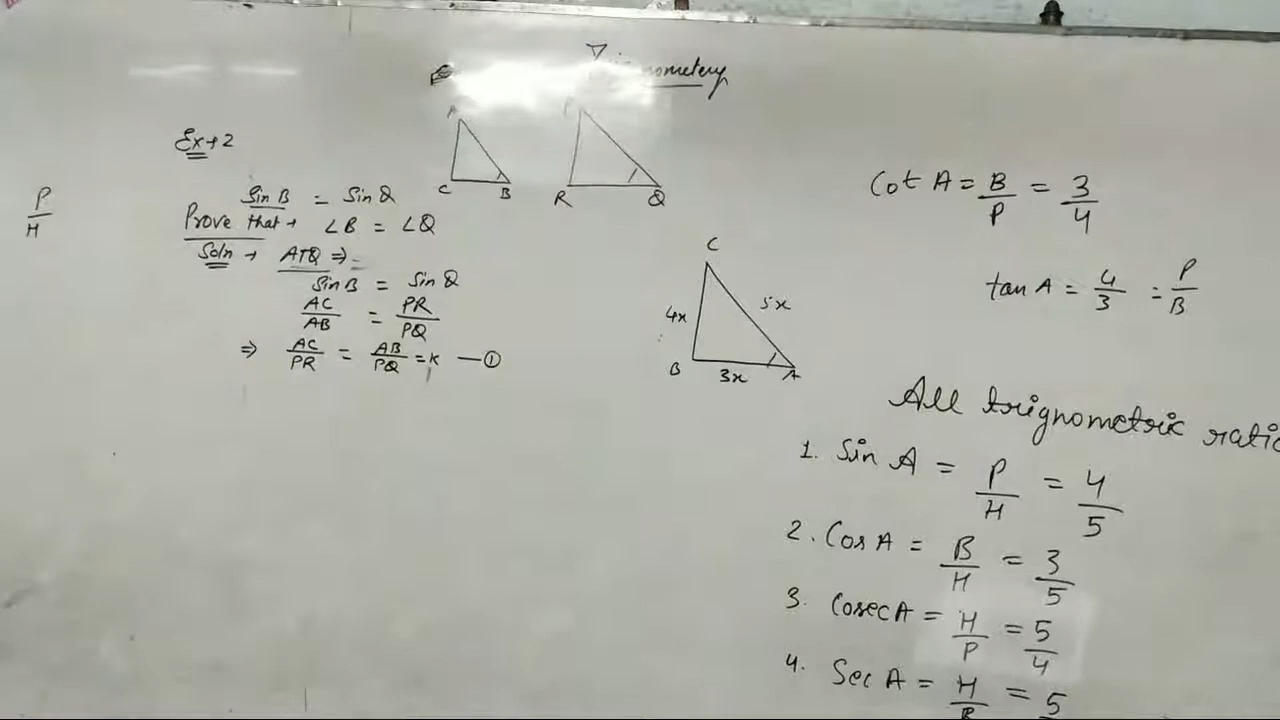 P/H
Ex→2
Sin B = Sin Q
Prove that → ∠B = ∠Q
Soln → ATQ ⇒
Sin B = Sin Q
AC/AB = PR/PQ
⇒ AC/PR = AB/PQ = K —①
A
C B
R Q
C
4x 5x
B 3x A
Cot A = B/P = 3/4
tan A = 4/3 = P/B
All trignometric
1. Sin A = P/H = 4/5
2. Cos A = B/H = 3/5
3. Cosec A = H/P = 5/4
4. Sec A = H/B = 5